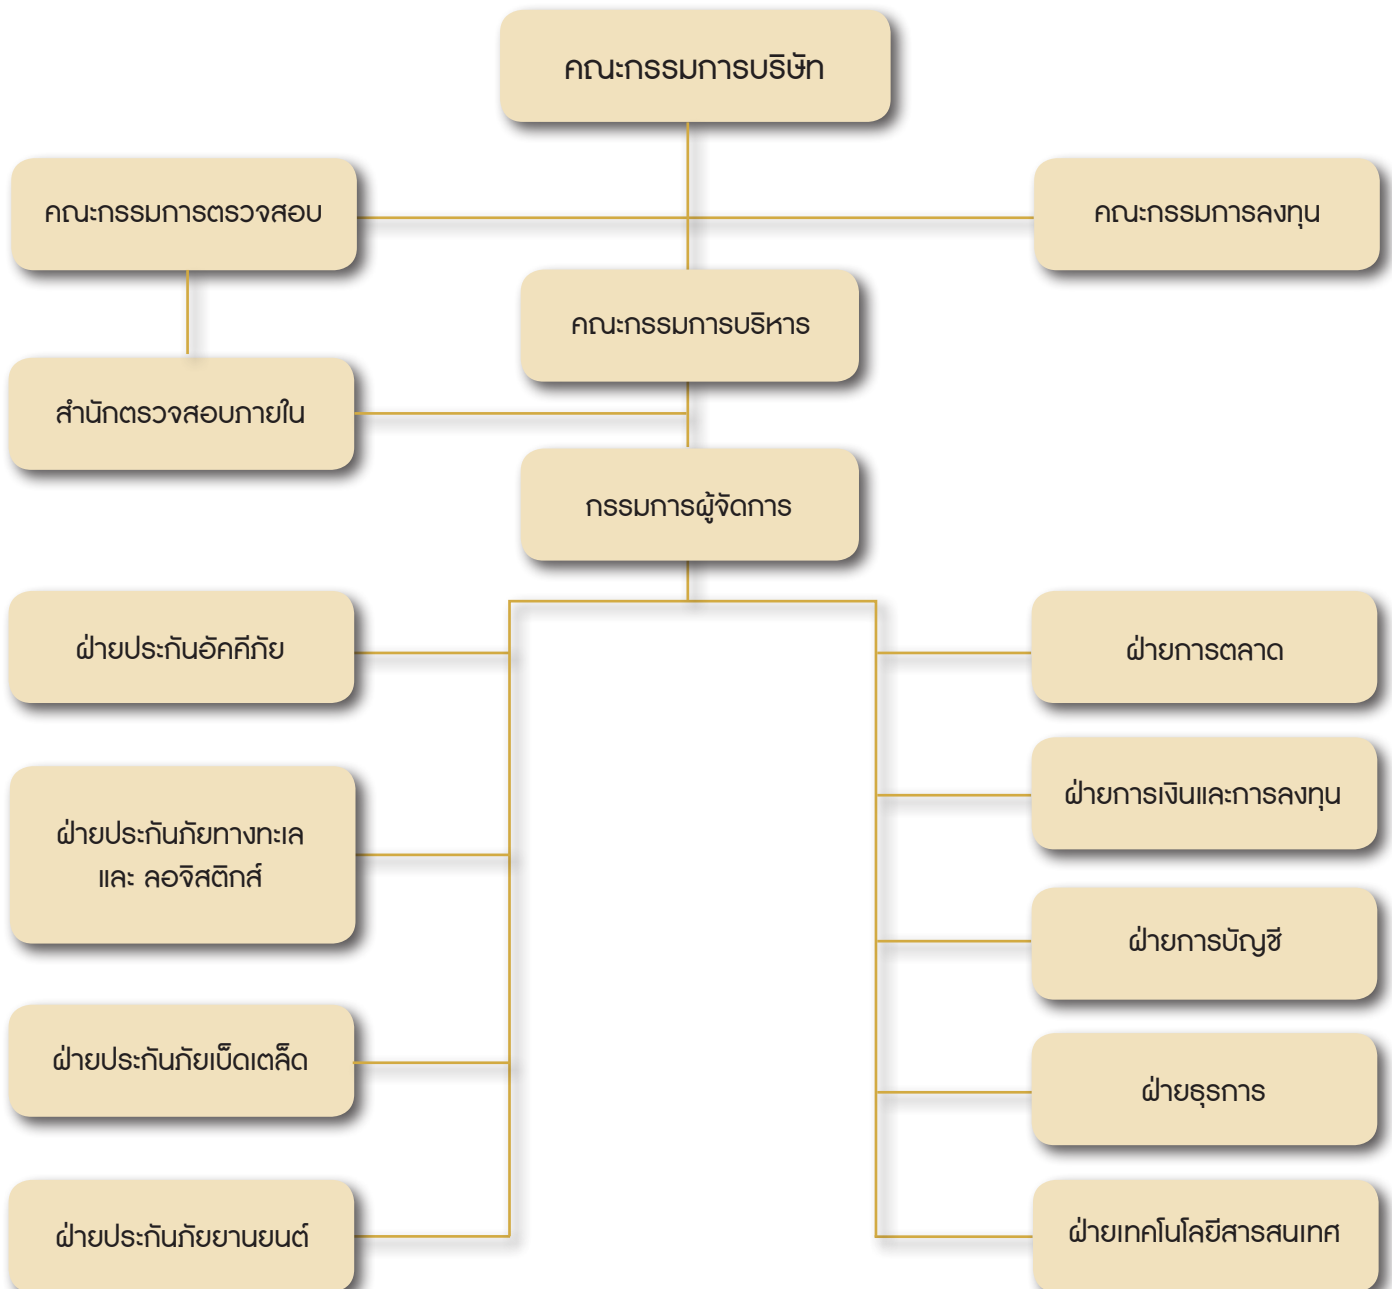 คณะกรรมการบริษัท
คณะกรรมการตรวจสอบ
คณะกรรมการลงทุน
คณะกรรมการบริหาร
สำนักตรวจสอบภายใน
กรรมการผู้จัดการ
ฝ่ายประกันอัคคีภัย
ฝ่ายประกันภัยทางทะเล
และ ลอจิสติกส์
ฝ่ายประกันภัยเบ็ดเตล็ด
ฝ่ายประกันภัยยานยนต์
ฝ่ายการตลาด
ฝ่ายการเงินและการลงทุน
ฝ่ายการบัญชี
ฝ่ายธุรการ
ฝ่ายเทคโนโลยีสารสนเทศ